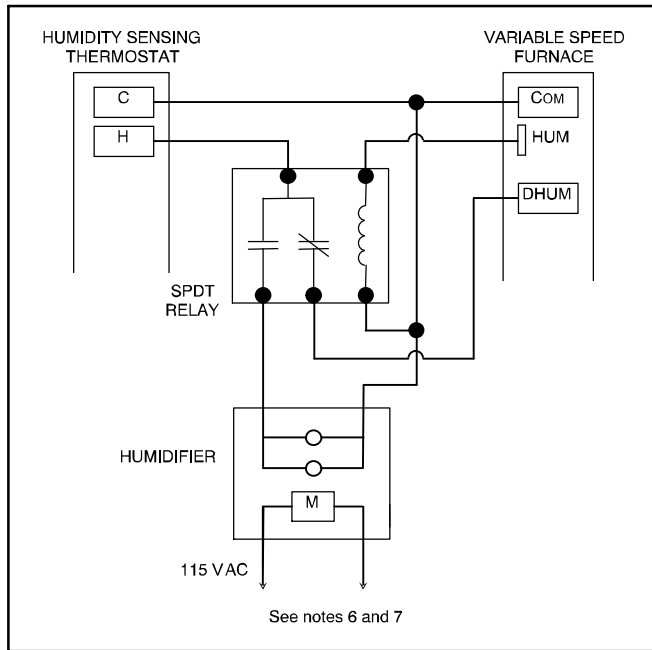 HUMIDITY SENSING
THERMOSTAT
VARIABLE SPEED
FURNACE
C
COM
H
HUM
DHUM
SPDT
RELAY
HUMIDIFIER
M
115 VAC
See notes 6 and 7